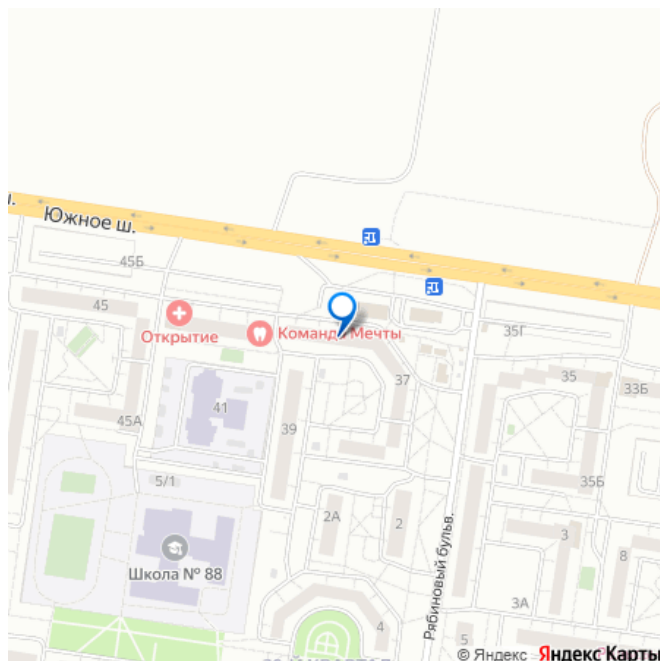 ш.
Южное ш.
45Б
45
Открытие
Команда Мечты
35Г
37
35
33Б
41
45А
39
35Б
5/1
2А
2
3
8
Школа № 88
Рябиновый бульв.
3А
4
5
© Яндекс Яндекс Карты